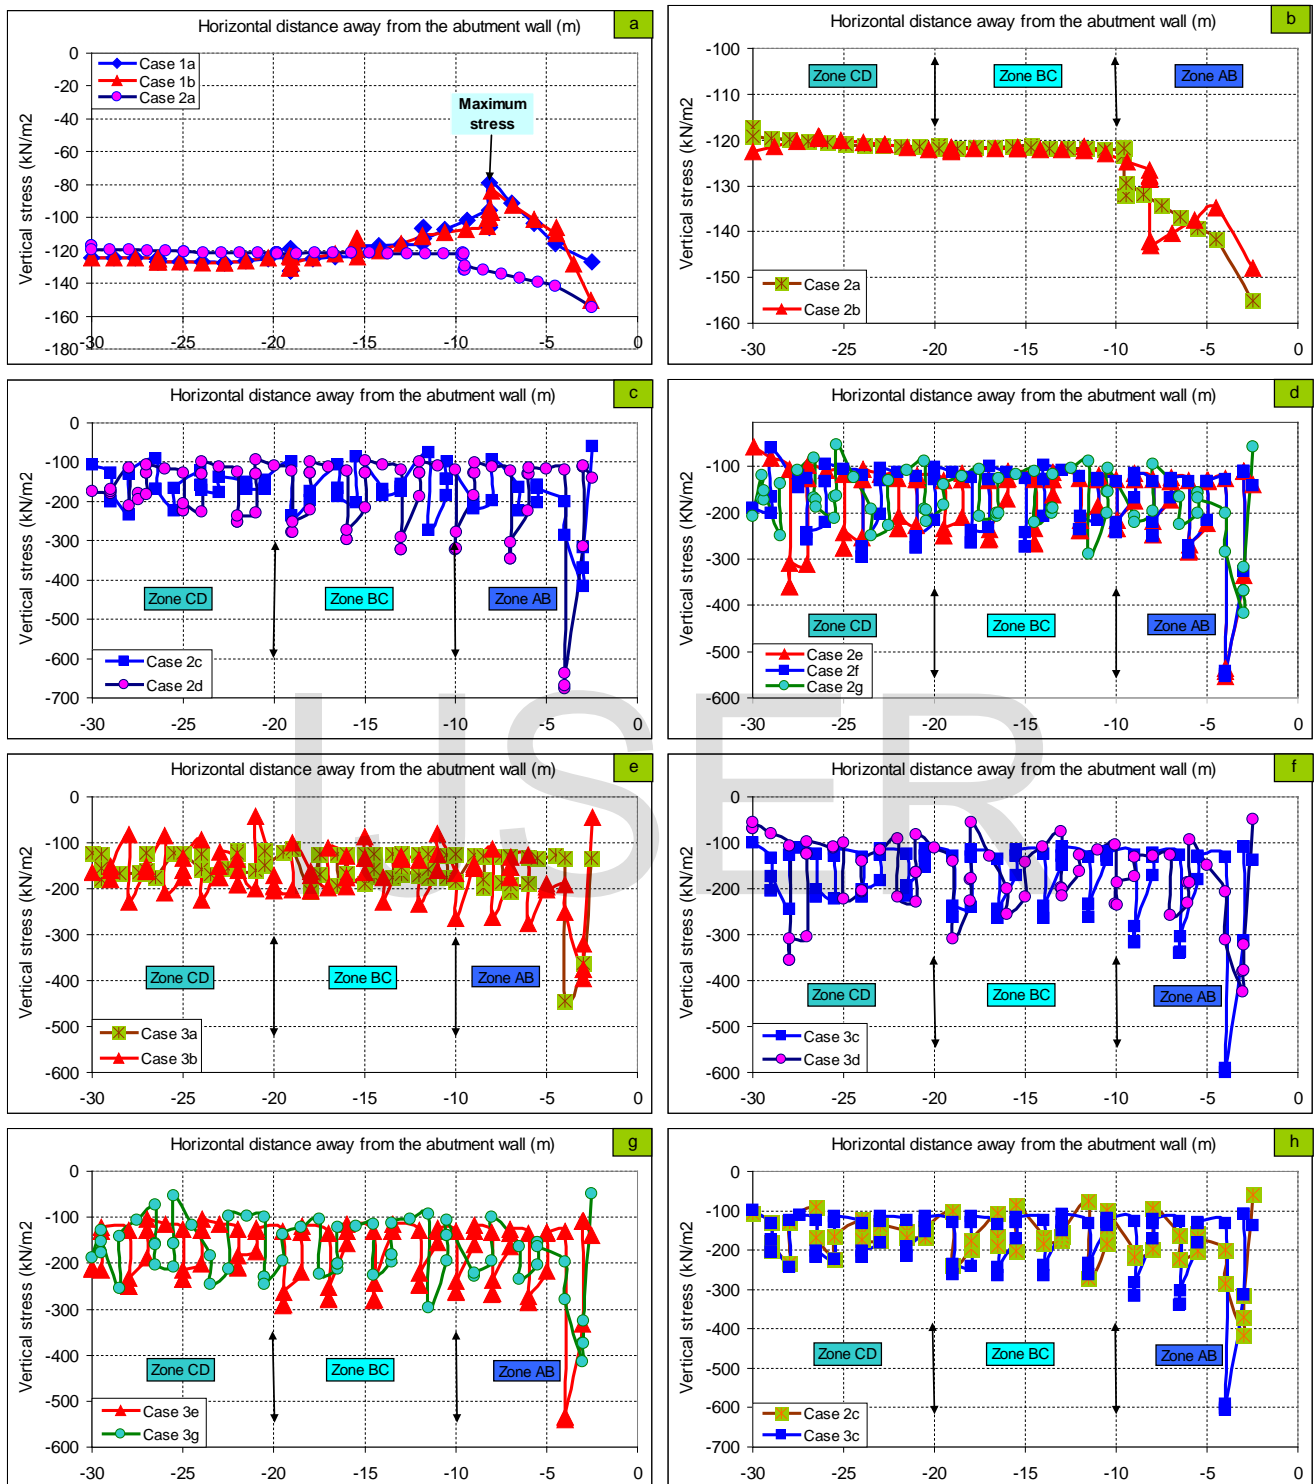 Horizontal distance away from the abutment wall (m)
a
Vertical stress (kN/m2)
0
-20
-40
-60
-80
-100
-120
-140
-160
-180
Case 1a
Case 1b
Case 2a
Maximum
stress
-30
-25
-20
-15
-10
-5
0
Horizontal distance away from the abutment wall (m)
b
Vertical stress (kN/m2)
-100
-110
-120
-130
-140
-150
-160
Zone CD
Zone BC
Zone AB
Case 2a
Case 2b
-30
-25
-20
-15
-10
-5
0
Horizontal distance away from the abutment wall (m)
c
Vertical stress (kN/m2)
0
-100
-200
-300
-400
-500
-600
-700
Zone CD
Zone BC
Zone AB
Case 2c
Case 2d
-30
-25
-20
-15
-10
-5
0
Horizontal distance away from the abutment wall (m)
d
Vertical stress (KN/m2)
-100
-200
-300
-400
-500
-600
Zone CD
Zone BC
Zone AB
Case 2e
Case 2f
Case 2g
-30
-25
-20
-15
-10
-5
0
Horizontal distance away from the abutment wall (m)
e
Vertical stress (kN/m2)
0
-100
-200
-300
-400
-500
-600
Zone CD
Zone BC
Zone AB
Case 3a
Case 3b
-30
-25
-20
-15
-10
-5
0
Horizontal distance away from the abutment wall (m)
f
Vertical stress (kN/m2)
0
-100
-200
-300
-400
-500
-600
Zone CD
Zone BC
Zone AB
Case 3c
Case 3d
-30
-25
-20
-15
-10
-5
0
Horizontal distance away from the abutment wall (m)
g
Vertical stress (kN/m2)
0
-100
-200
-300
-400
-500
-600
Zone CD
Zone BC
Zone AB
Case 3e
Case 3g
-30
-25
-20
-15
-10
-5
0
Horizontal distance away from the abutment wall (m)
h
Vertical stress (kN/m2)
0
-100
-200
-300
-400
-500
-600
-700
Zone CD
Zone BC
Zone AB
Case 2c
Case 3c
-30
-25
-20
-15
-10
-5
0
IJSER